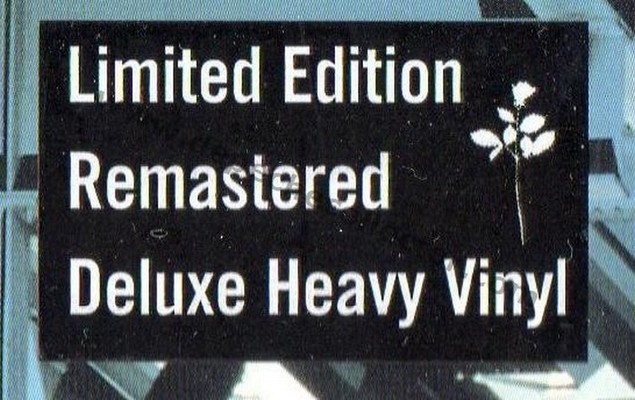 Limited Edition
Remastered
Deluxe Heavy Vinyl